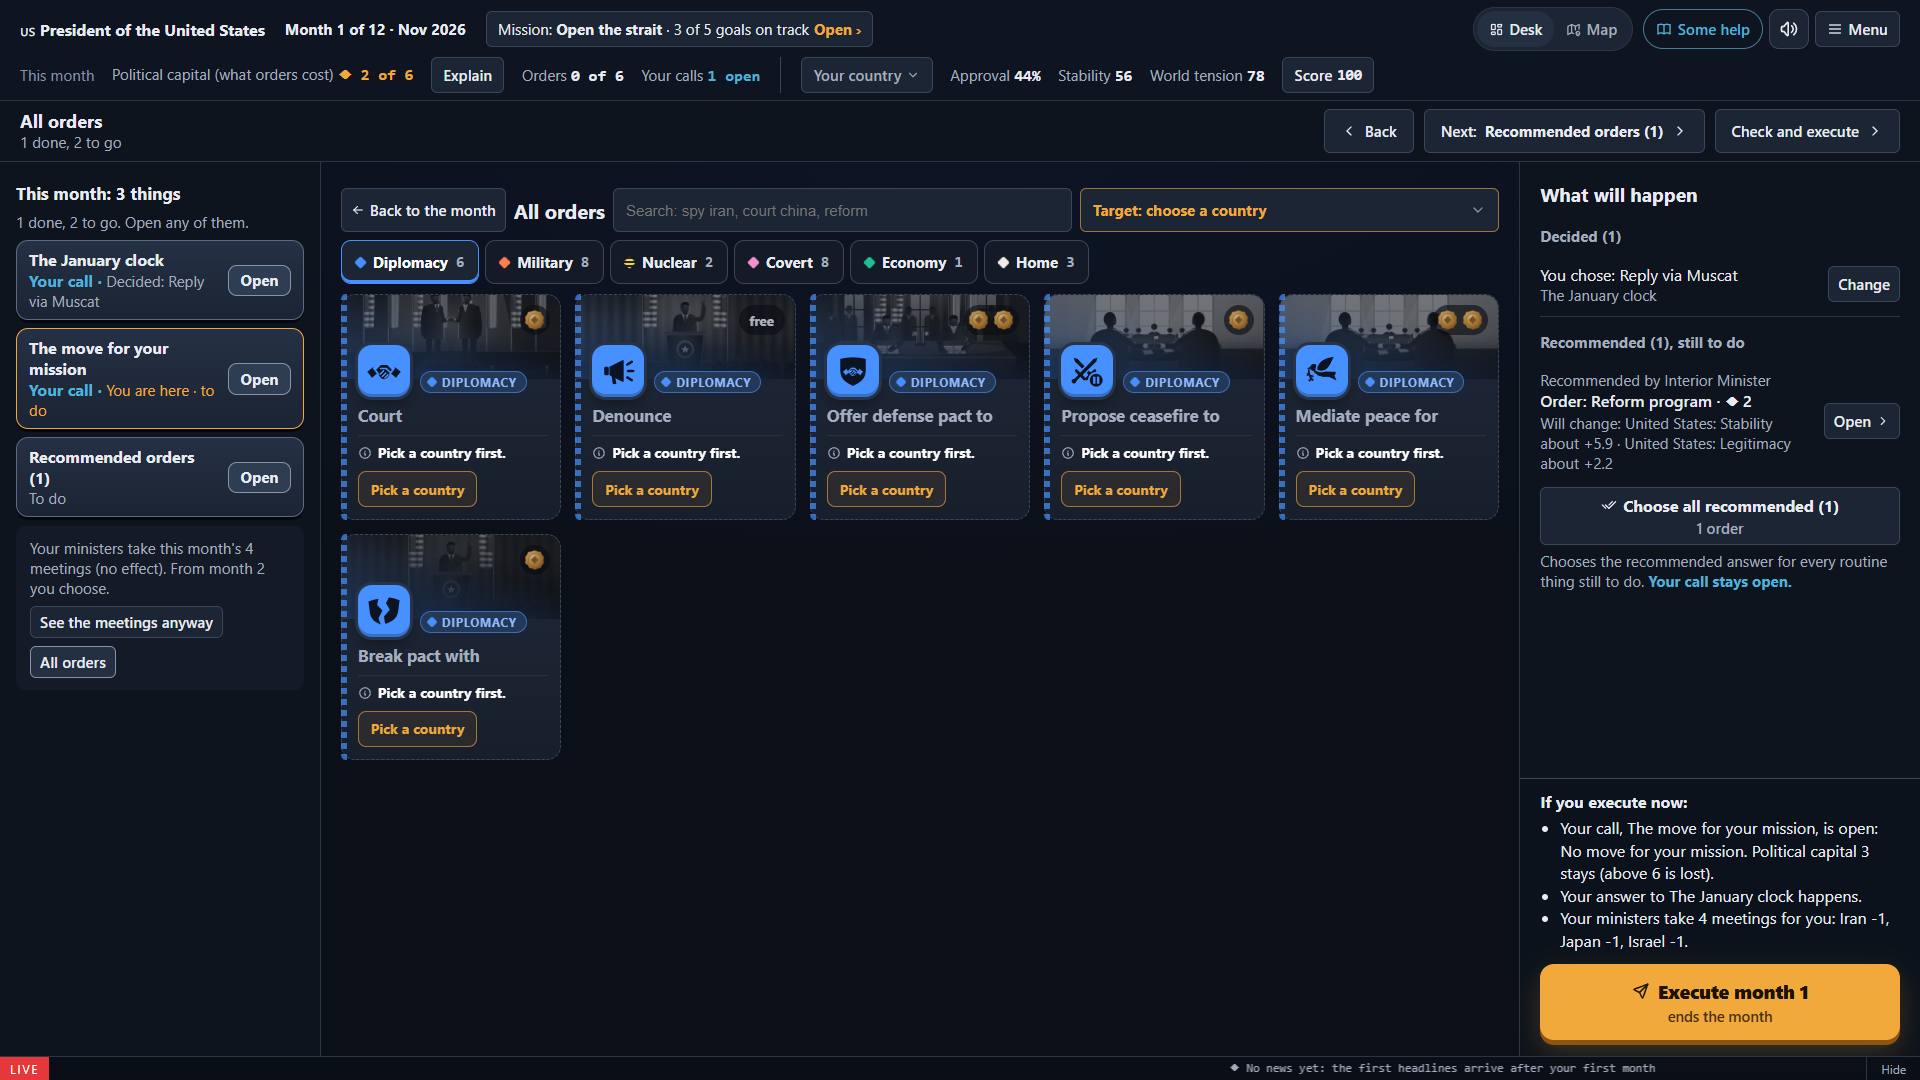 US President of the United States
Month 1 of 12 · Nov 2026
Mission: Open the strait · 3 of 5 goals on track Open ›
Desk
Map
Some help
Menu
This month
Political capital (what orders cost) ◆ 2 of 6
Explain
Orders 0 of 6
Your calls 1 open
Your country
Approval 44%
Stability 56
World tension 78
Score 100
All orders
1 done, 2 to go
Back
Next: Recommended orders (1)
Check and execute
This month: 3 things
1 done, 2 to go. Open any of them.
The January clock
Your call · Decided: Reply
via Muscat
Open
The move for your
mission
Your call · You are here · to
do
Open
Recommended orders
(1)
To do
Open
Your ministers take this month's 4
meetings (no effect). From month 2
you choose.
See the meetings anyway
All orders
← Back to the month
All orders
Search: spy iran, court china, reform
Target: choose a country
Diplomacy 6
Military 8
Nuclear 2
Covert 8
Economy 1
Home 3
DIPLOMACY
Court
Pick a country first.
Pick a country
free
DIPLOMACY
Denounce
Pick a country first.
Pick a country
DIPLOMACY
Offer defense pact to
Pick a country first.
Pick a country
DIPLOMACY
Propose ceasefire to
Pick a country first.
Pick a country
DIPLOMACY
Mediate peace for
Pick a country first.
Pick a country
DIPLOMACY
Break pact with
Pick a country first.
Pick a country
What will happen
Decided (1)
You chose: Reply via Muscat
The January clock
Change
Recommended (1), still to do
Recommended by Interior Minister
Order: Reform program · ◆ 2
Will change: United States: Stability
about +5.9 · United States: Legitimacy
about +2.2
Open
Choose all recommended (1)
1 order
Chooses the recommended answer for every routine
thing still to do. Your call stays open.
If you execute now:
• Your call, The move for your mission, is open:
No move for your mission. Political capital 3
stays (above 6 is lost).
• Your answer to The January clock happens.
• Your ministers take 4 meetings for you: Iran -1,
Japan -1, Israel -1.
Execute month 1
ends the month
LIVE
◆ No news yet: the first headlines arrive after your first month
Hide